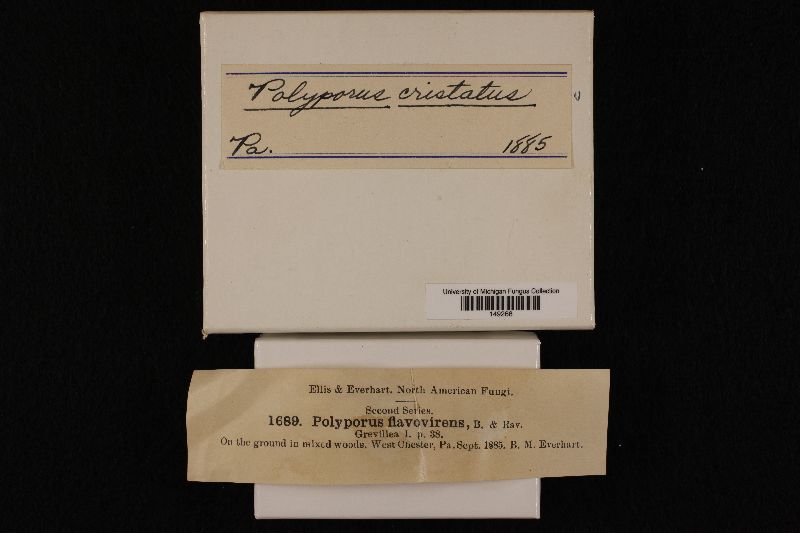 Polyporus cristatus
Pa. 1885
University of Michigan Fungus Collection
149266
Ellis & Everhart. North American Fungi.
Second Series.
1689. Polyporus flavovirens, B. & Rav.
Grevillea I. p. 38.
On the ground in mixed woods. West Chester, Pa. Sept. 1885. B. M. Everhart.